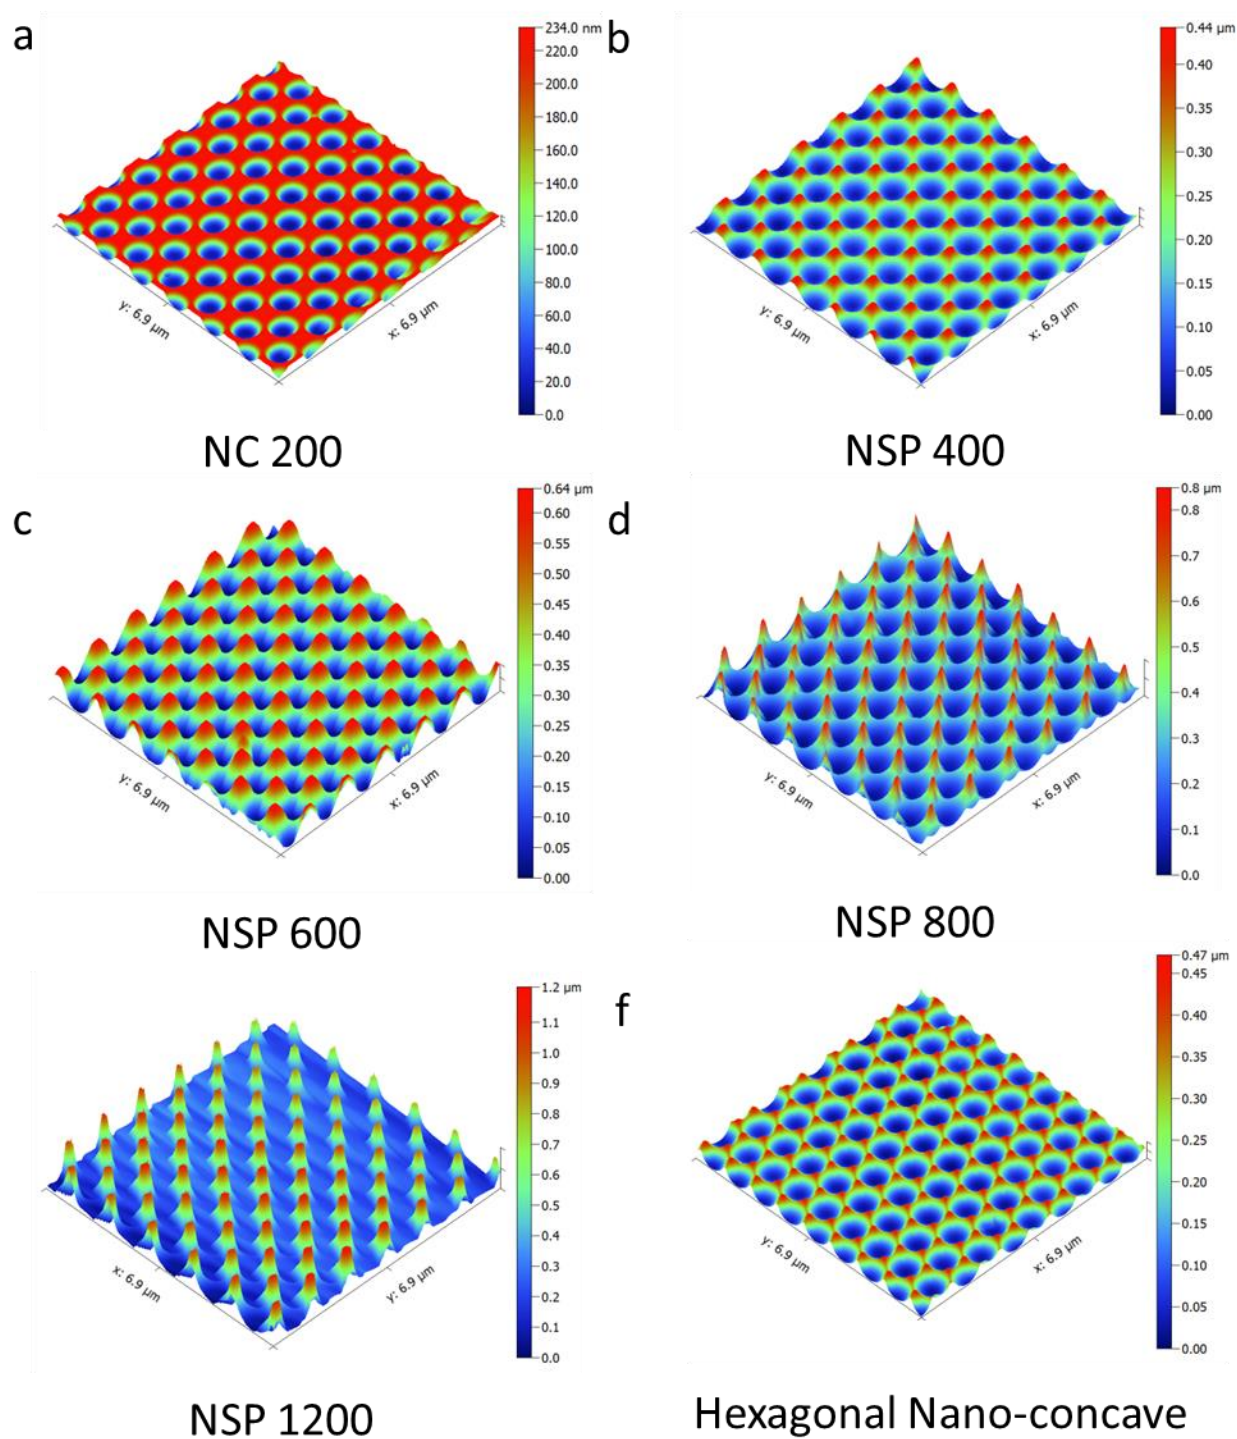 a
234.0 nm
220.0
200.0
180.0
160.0
140.0
120.0
100.0
80.0
60.0
40.0
20.0
0.0
y: 6.9 µm
x: 6.9 µm
NC 200
b
0.44 µm
0.40
0.35
0.30
0.25
0.20
0.15
0.10
0.05
0.00
y: 6.9 µm
x: 6.9 µm
NSP 400
c
0.64 µm
0.60
0.55
0.50
0.45
0.40
0.35
0.30
0.25
0.20
0.15
0.10
0.05
0.00
y: 6.9 µm
x: 6.9 µm
NSP 600
d
0.8 µm
0.8
0.7
0.6
0.5
0.4
0.3
0.2
0.1
0.0
y: 6.9 µm
x: 6.9 µm
NSP 800
1.2 µm
1.1
1.0
0.9
0.8
0.7
0.6
0.5
0.4
0.3
0.2
0.1
0.0
x: 6.9 µm
y: 6.9 µm
NSP 1200
f
0.47 µm
0.45
0.40
0.35
0.30
0.25
0.20
0.15
0.10
0.05
0.00
y: 6.9 µm
x: 6.9 µm
Hexagonal Nano-concave